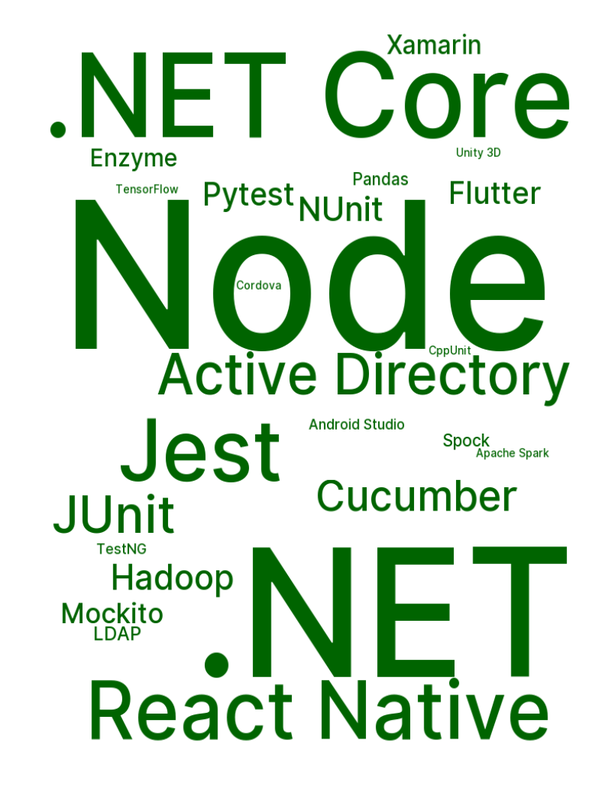 Xamarin
.NET Core
Enzyme
Unity 3D
TensorFlow
Pytest
Pandas
NUnit
Flutter
Node
Cordova
CppUnit
Active Directory
Android Studio
Jest
Spock
Apache Spark
Cucumber
JUnit
TestNG
Hadoop
.NET
Mockito
LDAP
React Native